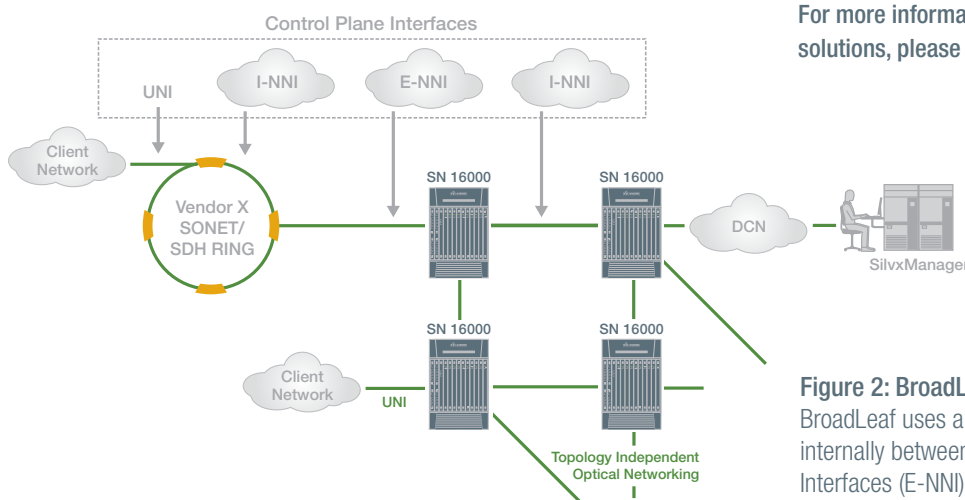 For more informa
solutions, please
Control Plane Interfaces
UNI
I-NNI
E-NNI
I-NNI
Client
Network
Vendor X
SONET/
SDH RING
SN 16000
SN 16000
DCN
SilvxManager
SN 16000
SN 16000
Client
Network
UNI
Topology Independent
Optical Networking
Figure 2: BroadL
BroadLeaf uses a
internally between
Interfaces (E-NNI)